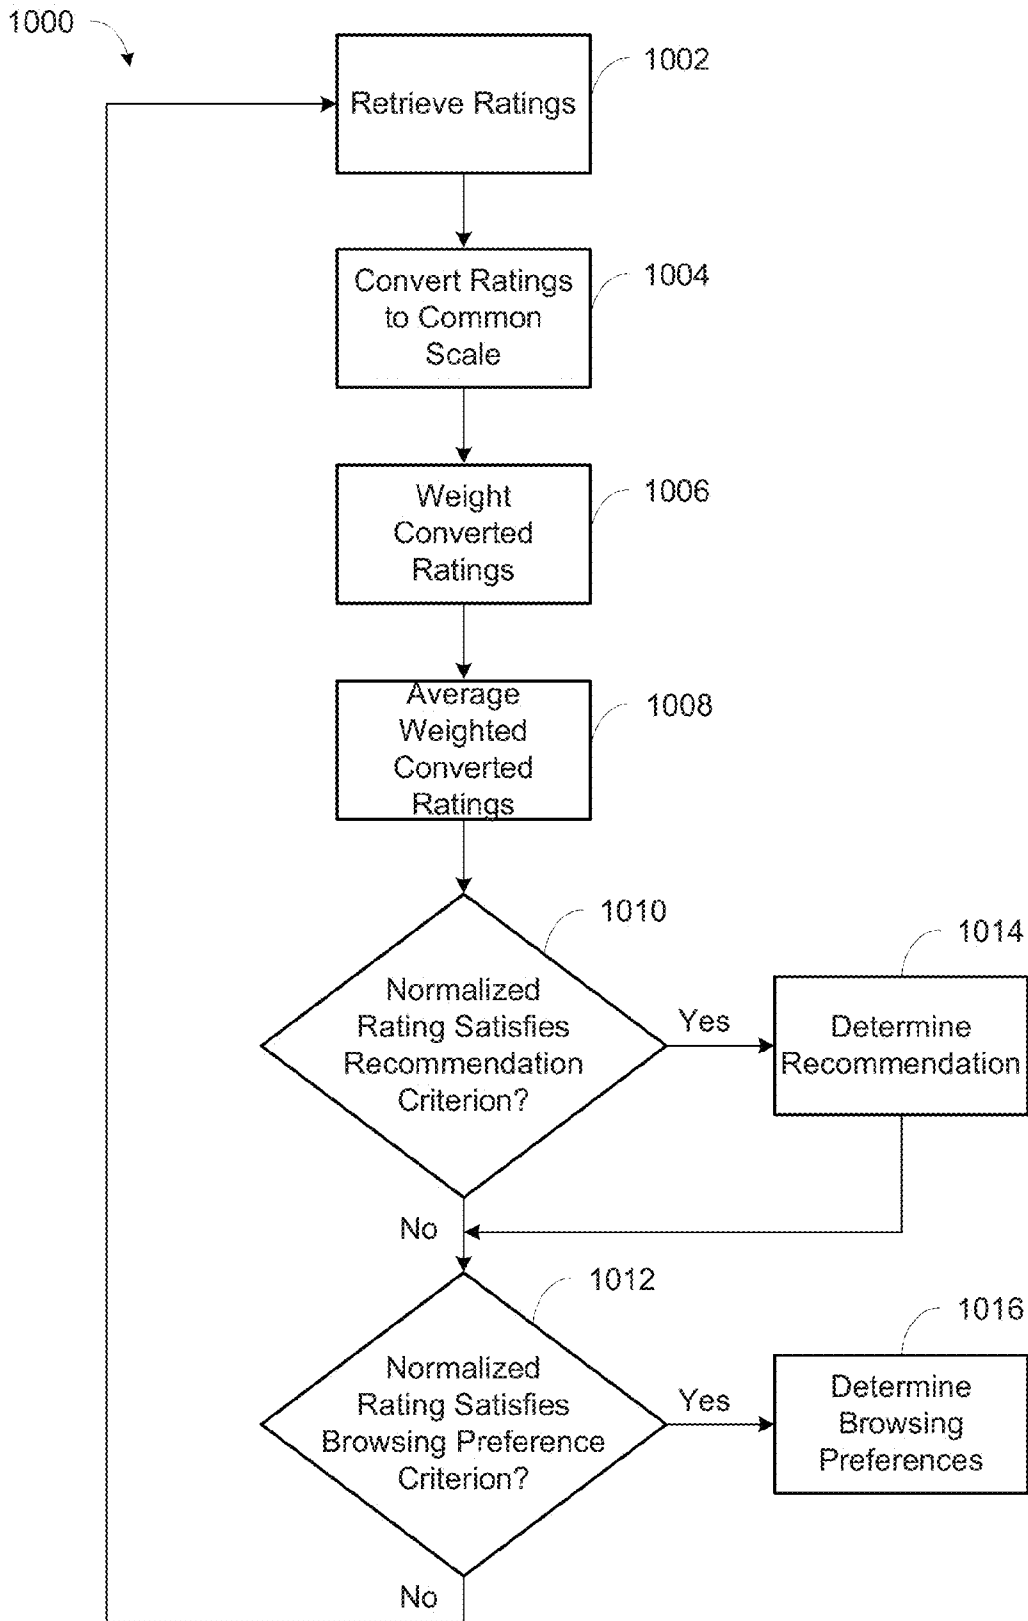 1000
1002
Retrieve Ratings
1004
Convert Ratings
to Common
Scale
1006
Weight
Converted
Ratings
1008
Average
Weighted
Converted
Ratings
1010
Normalized
Rating Satisfies
Recommendation
Criterion?
Yes
1014
Determine
Recommendation
No
1012
Normalized
Rating Satisfies
Browsing Preference
Criterion?
Yes
1016
Determine
Browsing
Preferences
No